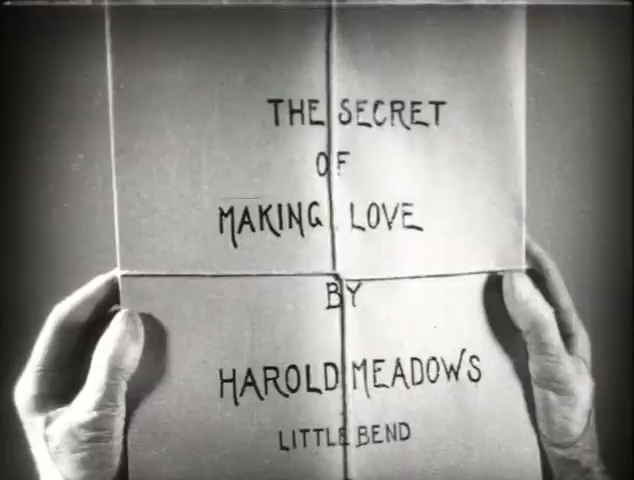 THE SECRET
OF
MAKING LOVE
BY
HAROLD MEADOWS
LITTLE BEND